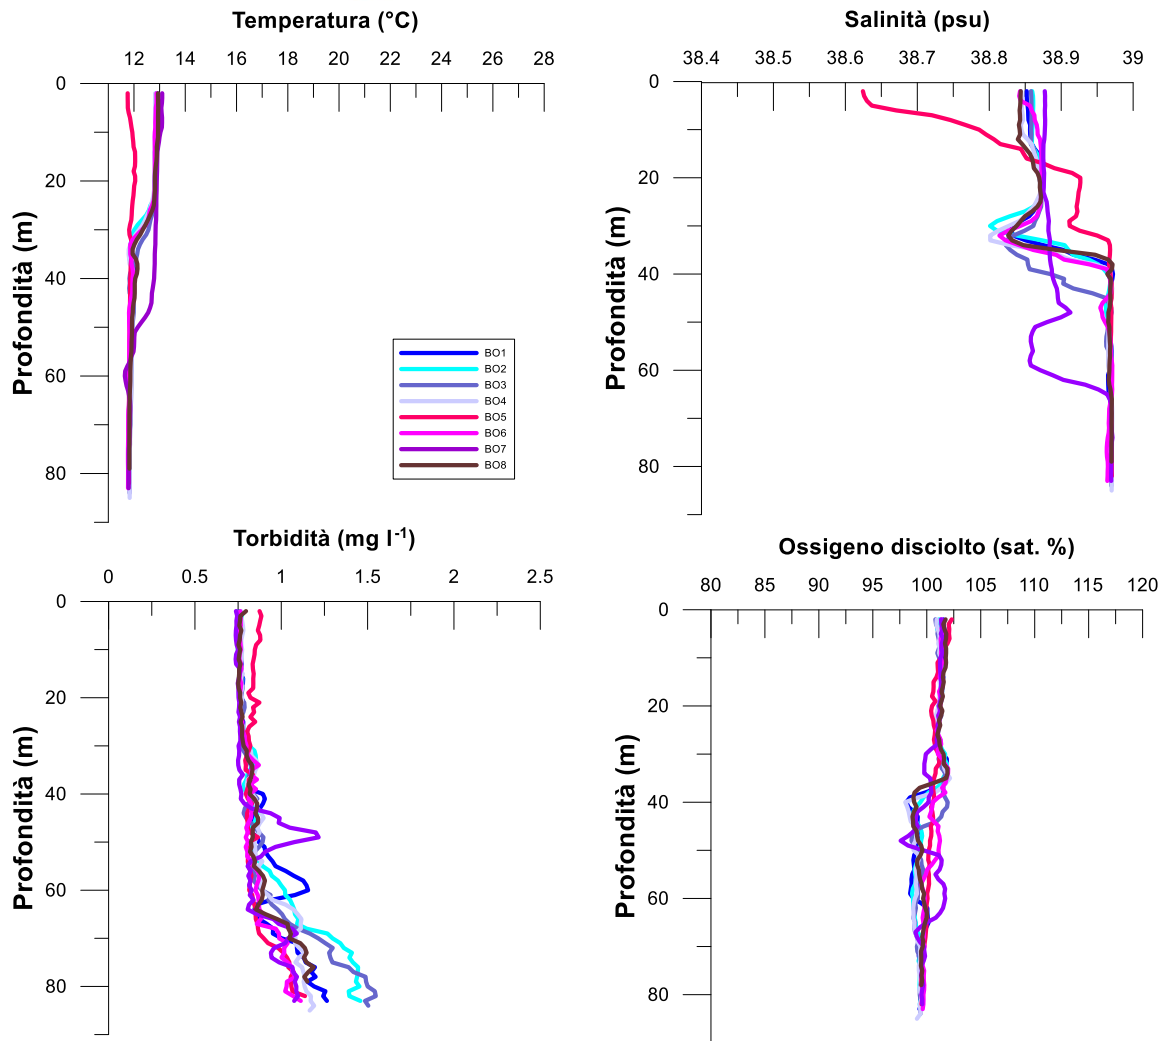 Temperatura (°C)
12 14 16 18 20 22 24 26 28
0
20
40
60
80
Profondità (m)
BO1
BO2
BO3
BO4
BO5
BO6
BO7
BO8
Salinità (psu)
38.4 38.5 38.6 38.7 38.8 38.9 39
0
20
40
60
80
Profondità (m)
Torbidità (mg l-1)
0 0.5 1 1.5 2 2.5
0
20
40
60
80
Profondità (m)
Ossigeno disciolto (sat. %)
80 85 90 95 100 105 110 115 120
0
20
40
60
80
Profondità (m)